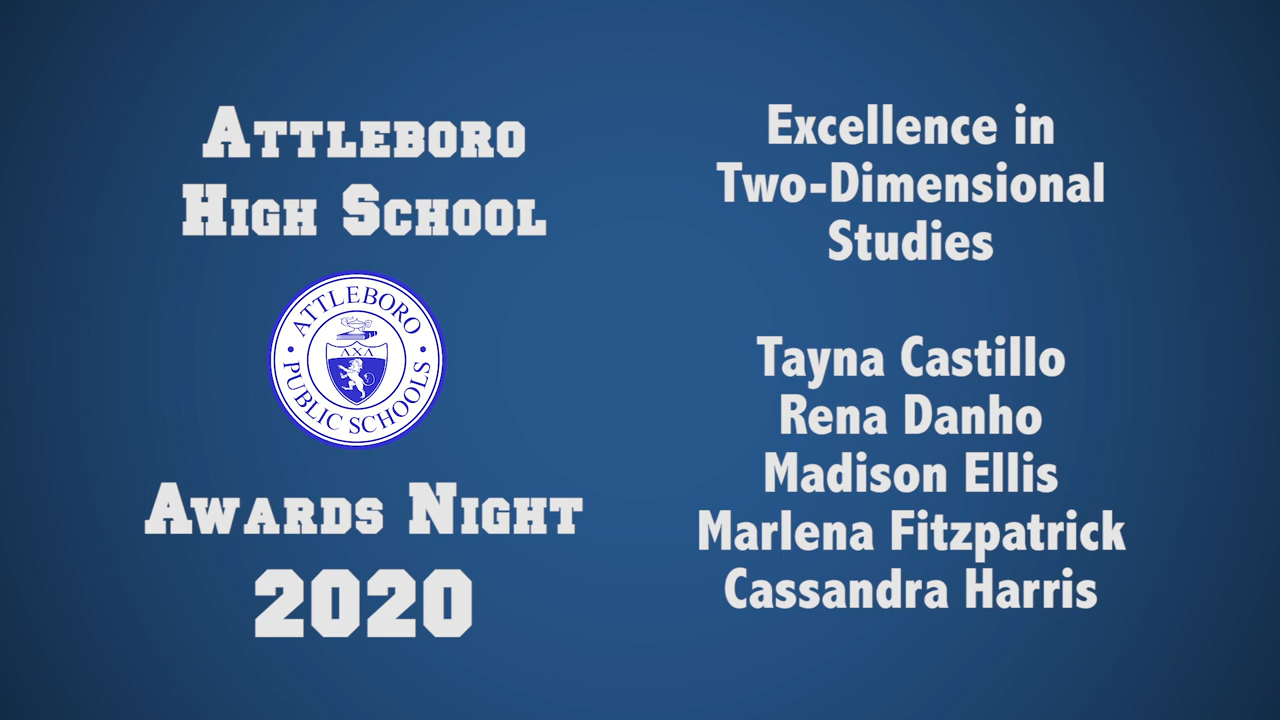 Attleboro
High School
ATTLEBORO
PUBLIC SCHOOLS
Awards Night
2020
Excellence in
Two-Dimensional
Studies
Tayna Castillo
Rena Danho
Madison Ellis
Marlena Fitzpatrick
Cassandra Harris